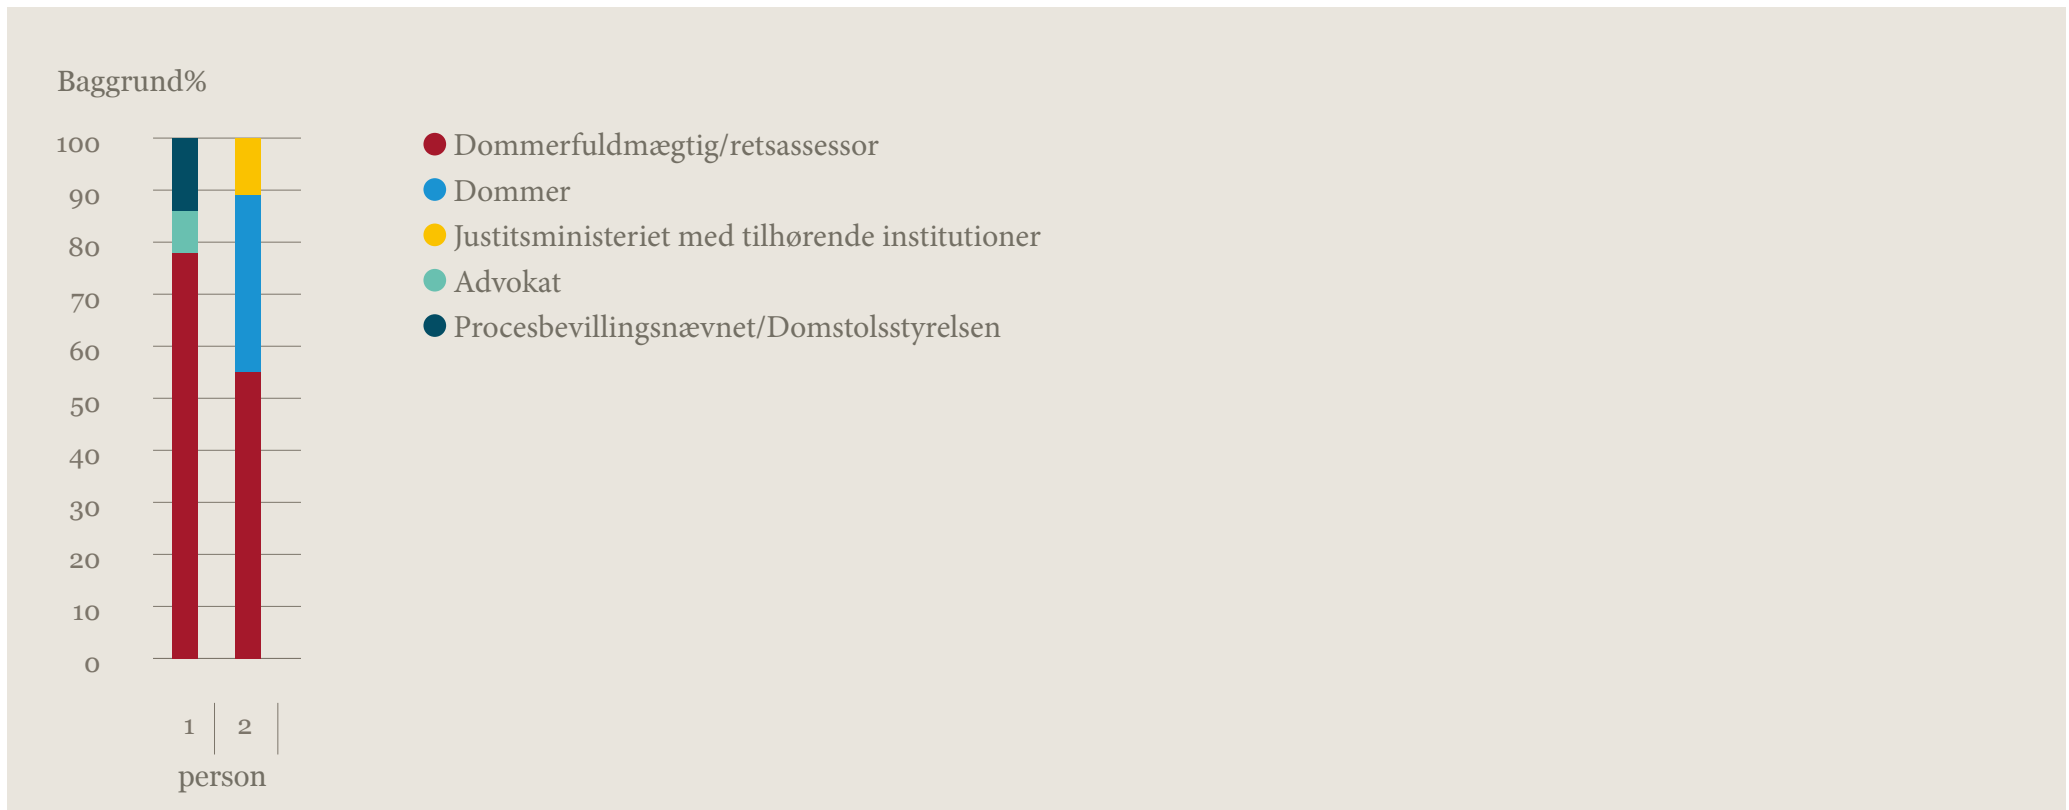 Baggrund%
100
90
80
70
60
50
40
30
20
10
0
1 2
person
Dommerfuldmægtig/retsassessor
Dommer
Justitsministeriet med tilhørende institutioner
Advokat
Procesbevillingsnævnet/Domstolsstyrelsen